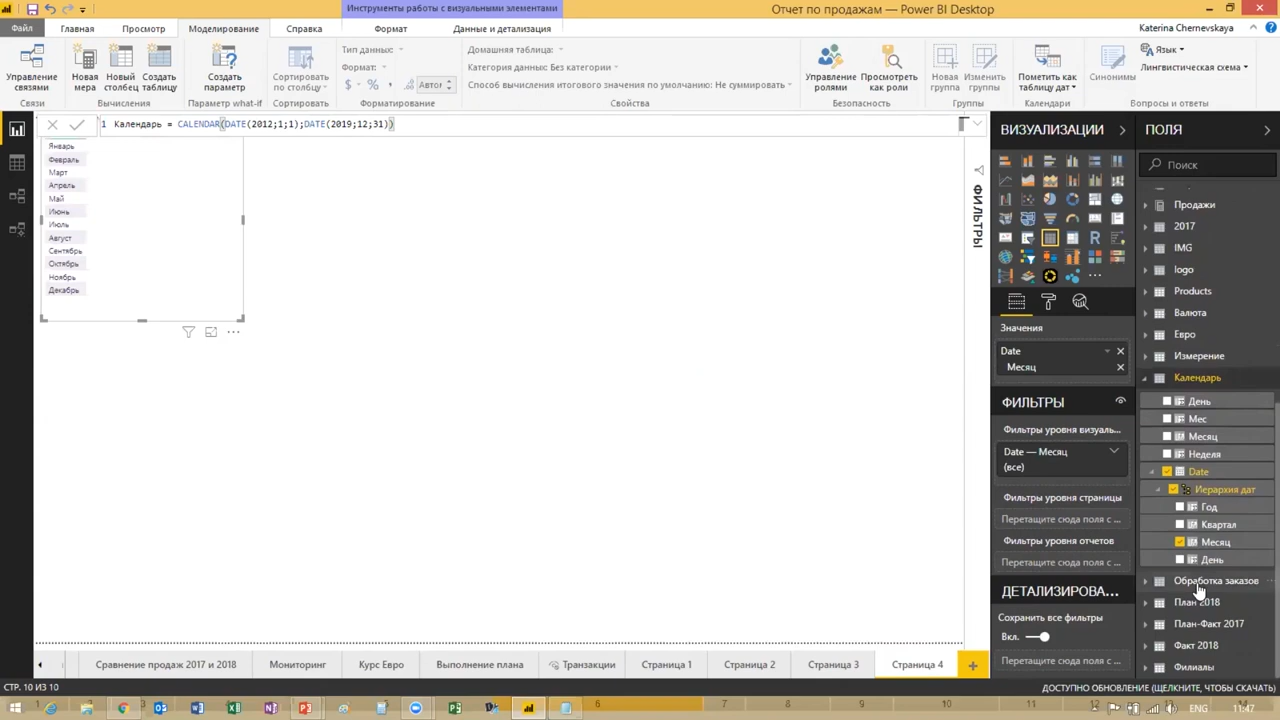 Инструменты работы с визуальными элементами
Отчет по продажам — Power BI Desktop
Файл
Главная
Просмотр
Моделирование
Справка
Формат
Данные и детализация
Katerina Chernevskaya
Управление связями
Связи
Новая мера
Новый столбец
Создать таблицу
Вычисления
Создать параметр
Параметр what-if
Сортировать по столбцу
Сортировать
Тип данных:
Формат:
$ % , Автог
Форматирование
Домашняя таблица:
Категория данных: Без категории
Способ вычисления итогового значения по умолчанию: Не суммировать
Свойства
Управление ролями
Просмотреть как роли
Безопасность
Новая группа
Изменить группы
Группы
Пометить как таблицу дат
Календари
Синонимы
Язык
Лингвистическая схема
Вопросы и ответы
1 Календарь = CALENDAR(DATE(2012;1;1);DATE(2019;12;31))
Январь
Февраль
Март
Апрель
Май
Июнь
Июль
Август
Сентябрь
Октябрь
Ноябрь
Декабрь
ФИЛЬТРЫ
ВИЗУАЛИЗАЦИИ
Значения
Date
Месяц
ФИЛЬТРЫ
Фильтры уровня визуаль...
Date — Месяц
(все)
Фильтры уровня страницы
Перетащите сюда поля с ...
Фильтры уровня отчетов
Перетащите сюда поля с ...
ДЕТАЛИЗИРОВА...
Сохранить все фильтры
Вкл.
Перетащите сюда поля с ...
ПОЛЯ
Поиск
Продажи
2017
IMG
logo
Products
Валюта
Евро
Измерение
Календарь
День
Мес
Месяц
Неделя
Date
Иерархия дат
Год
Квартал
Месяц
День
Обработка заказов
План 2018
План-Факт 2017
Факт 2018
Филиалы
Сравнение продаж 2017 и 2018
Мониторинг
Курс Евро
Выполнение плана
Транзакции
Страница 1
Страница 2
Страница 3
Страница 4
СТР. 10 ИЗ 10
ДОСТУПНО ОБНОВЛЕНИЕ (ЩЕЛКНИТЕ, ЧТОБЫ СКАЧАТЬ)
ENG
11:47